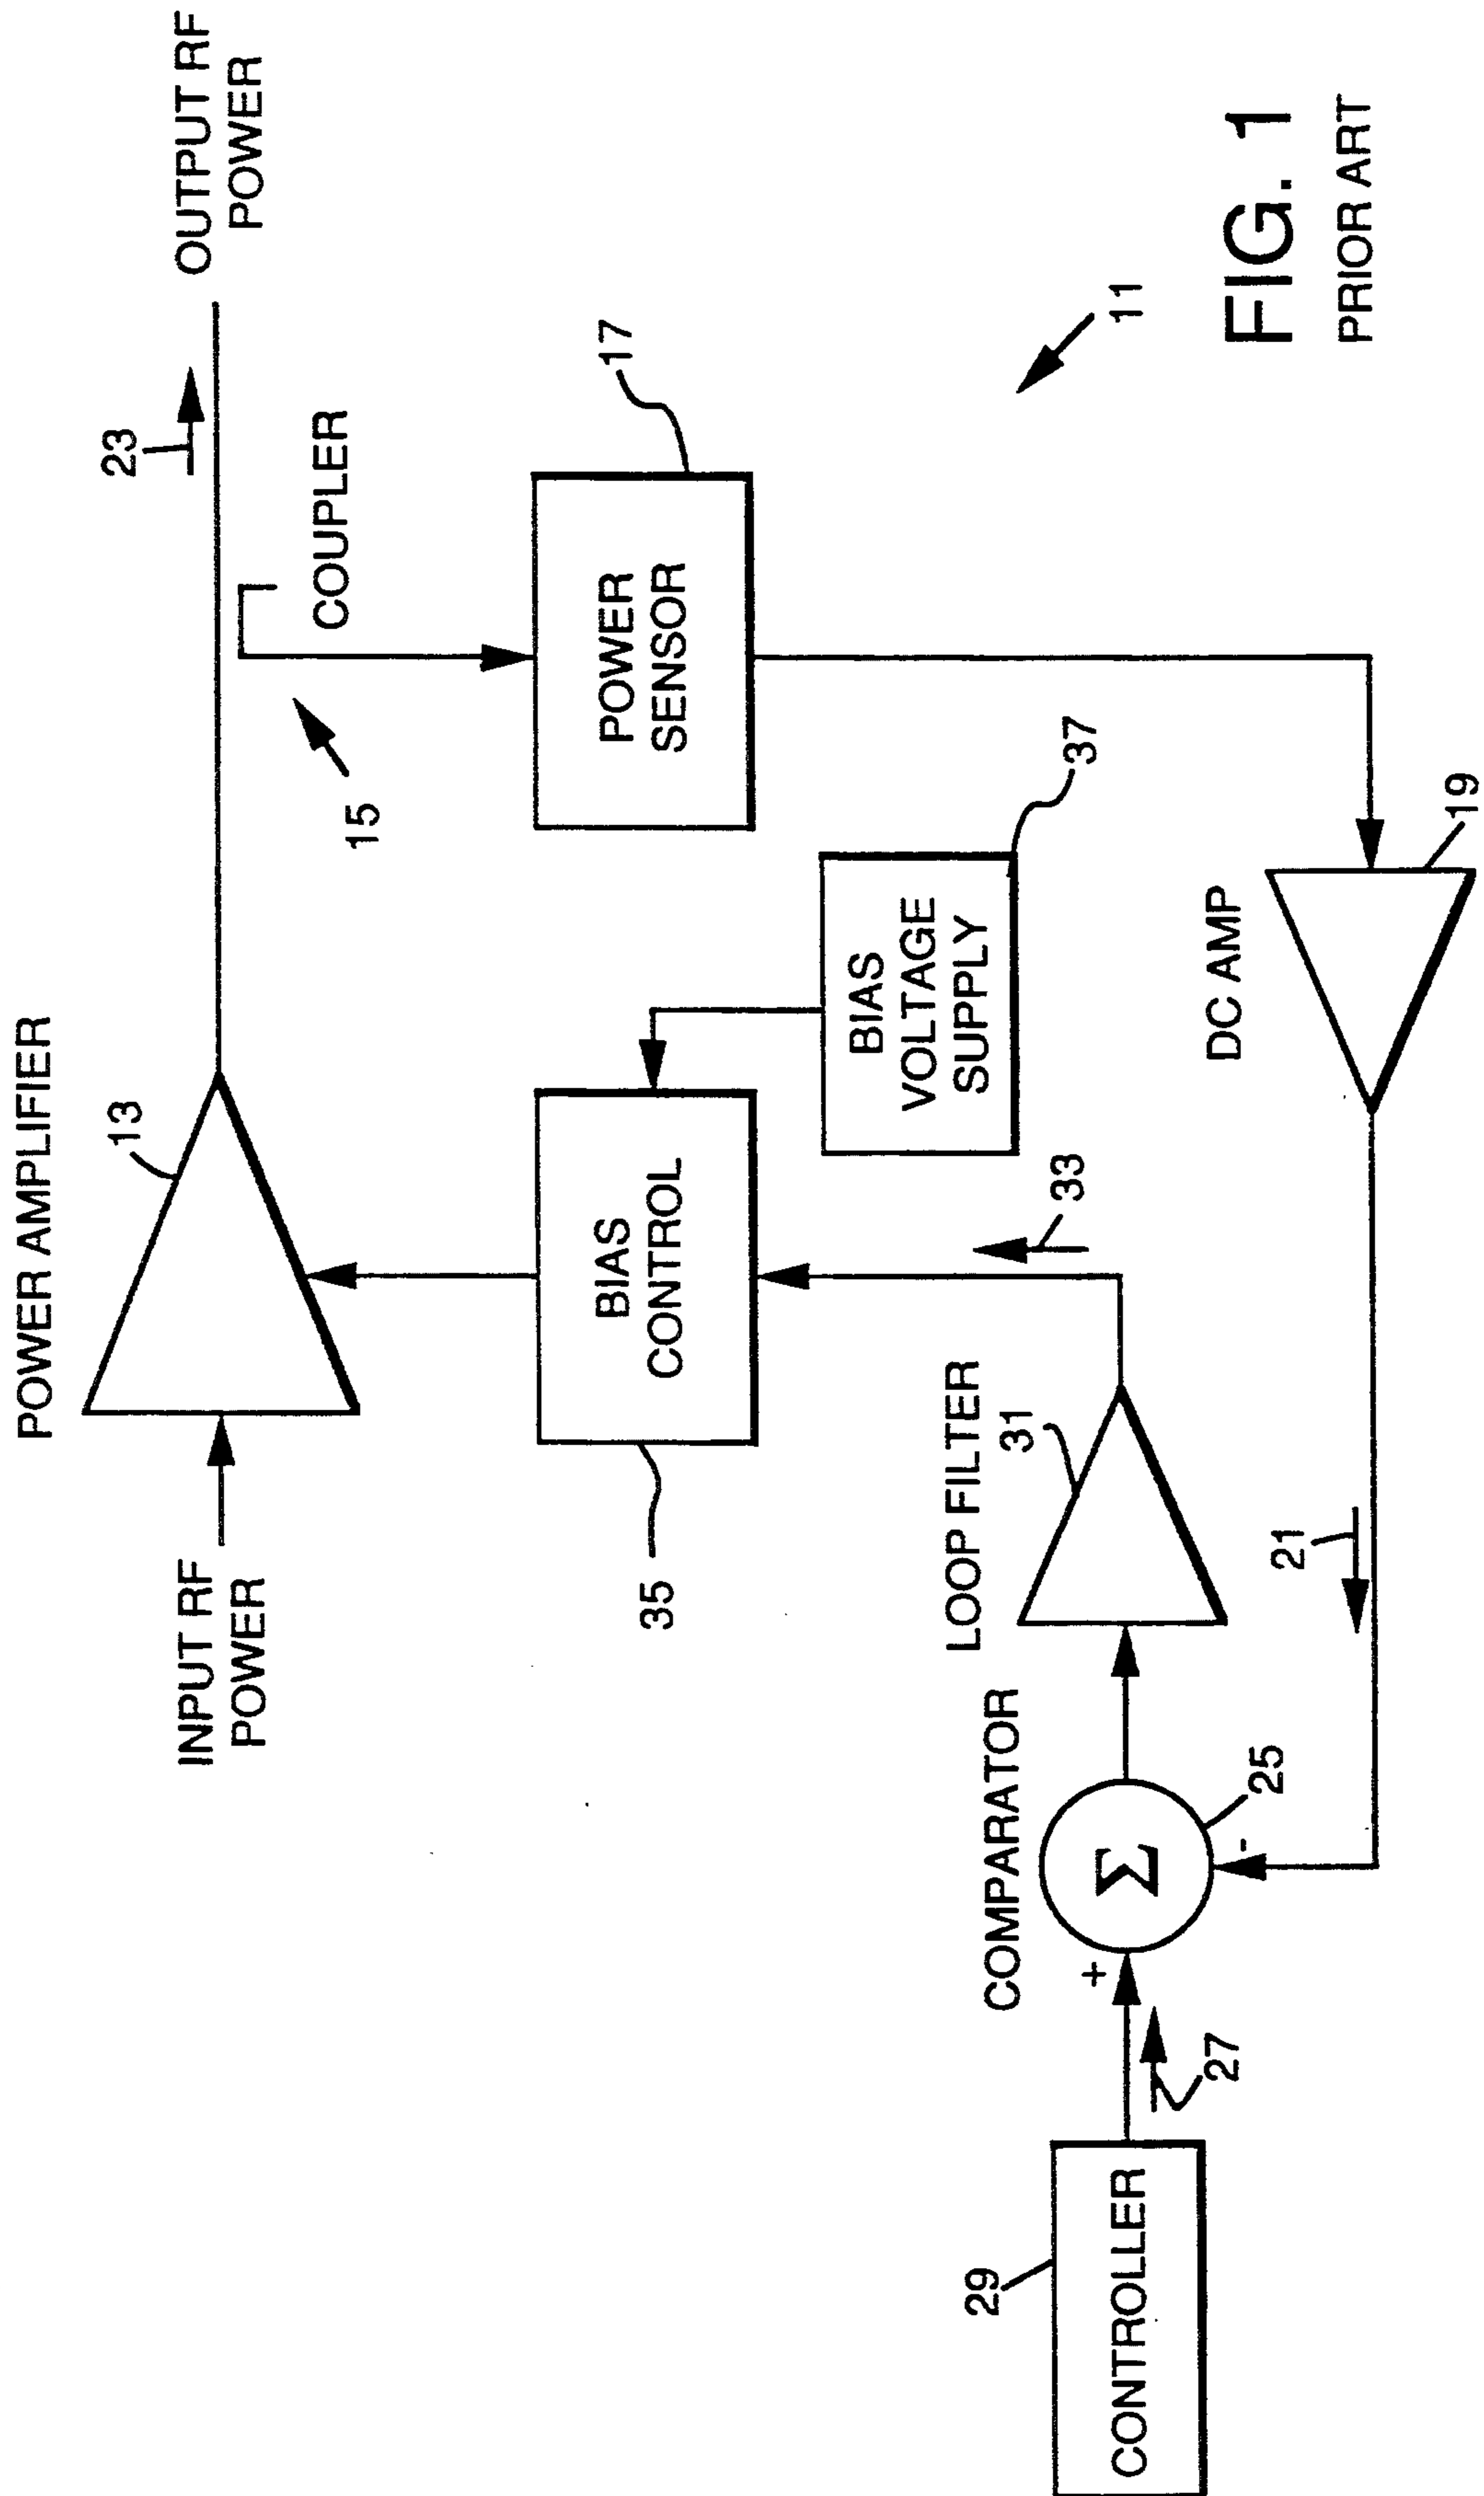 POWER AMPLIFIER
13
23
INPUT RF
POWER
OUTPUT RF
POWER
15
COUPLER
35
BIAS
CONTROL
POWER
SENSOR
17
BIAS
VOLTAGE
SUPPLY
37
33
11
LOOP FILTER
31
COMPARATOR
+
Σ
-
25
29
CONTROLLER
27
DC AMP
19
21
FIG. 1
PRIOR ART